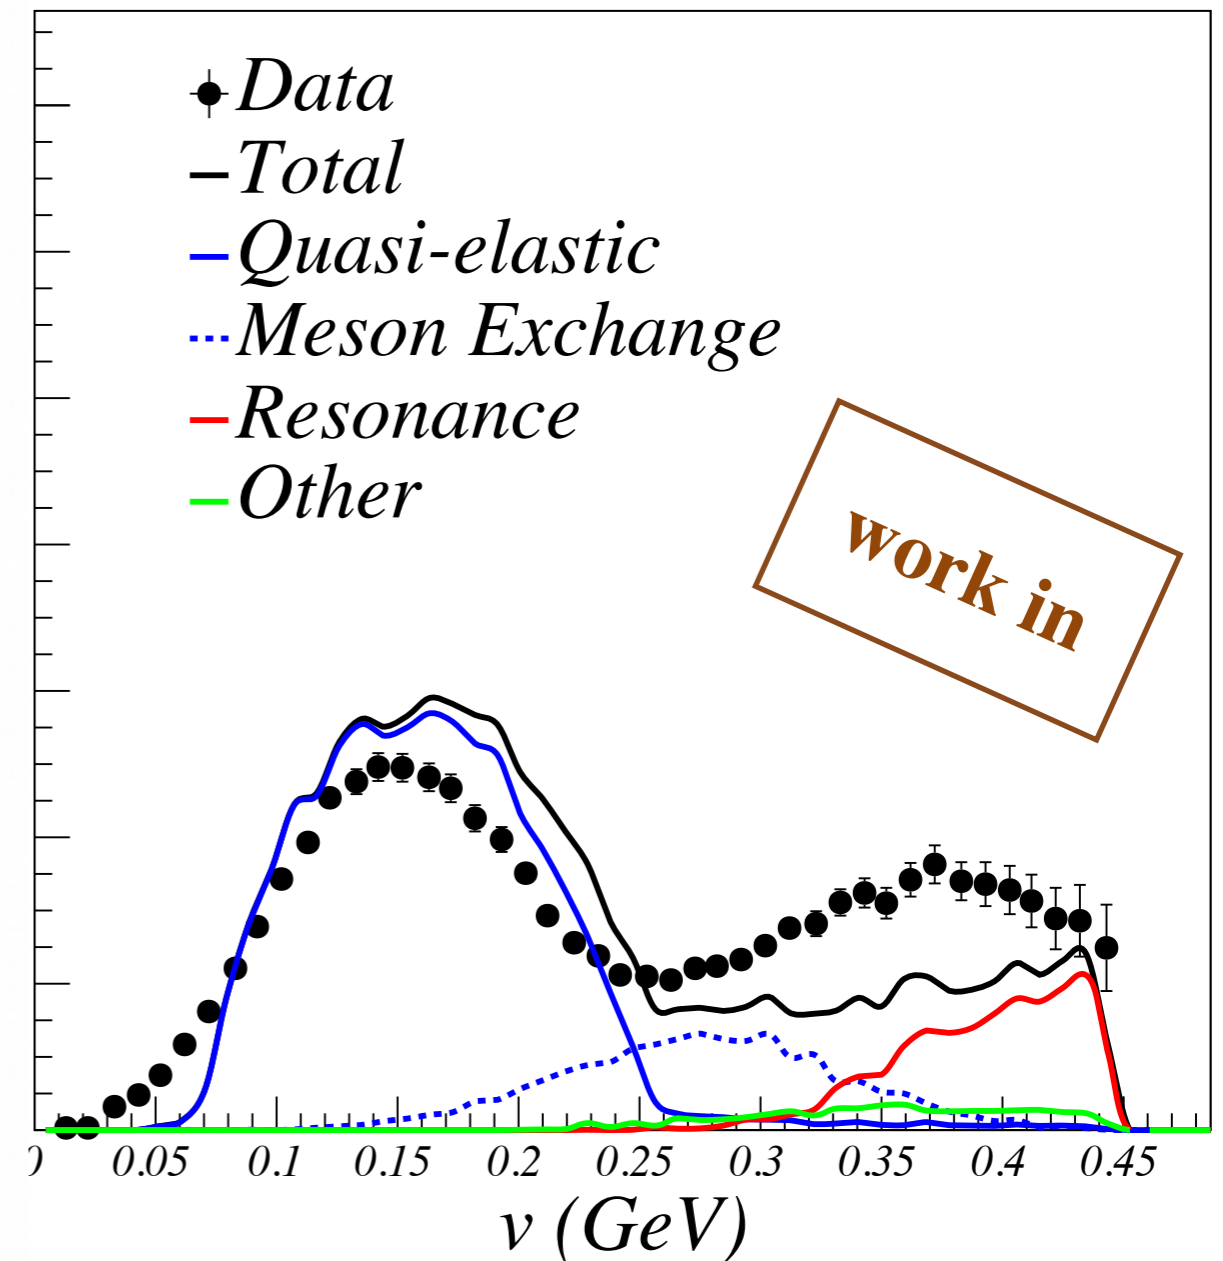 Data
Total
Quasi-elastic
Meson Exchange
Resonance
Other
work in
0 0.05 0.1 0.15 0.2 0.25 0.3 0.35 0.4 0.45
ν (GeV)